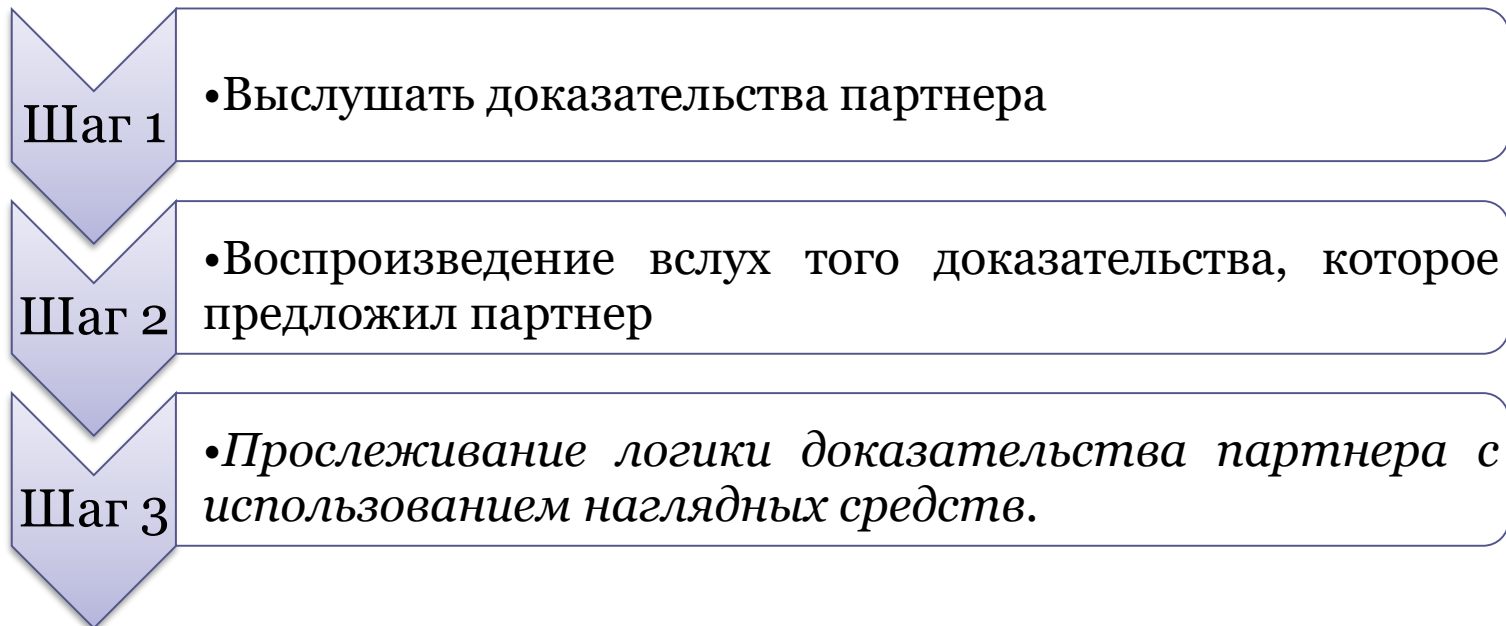 Шаг 1
•Выслушать доказательства партнера
Шаг 2
•Воспроизведение вслух того доказательства, которое
предложил партнер
Шаг 3
•Прослеживание логики доказательства партнера с
использованием наглядных средств.